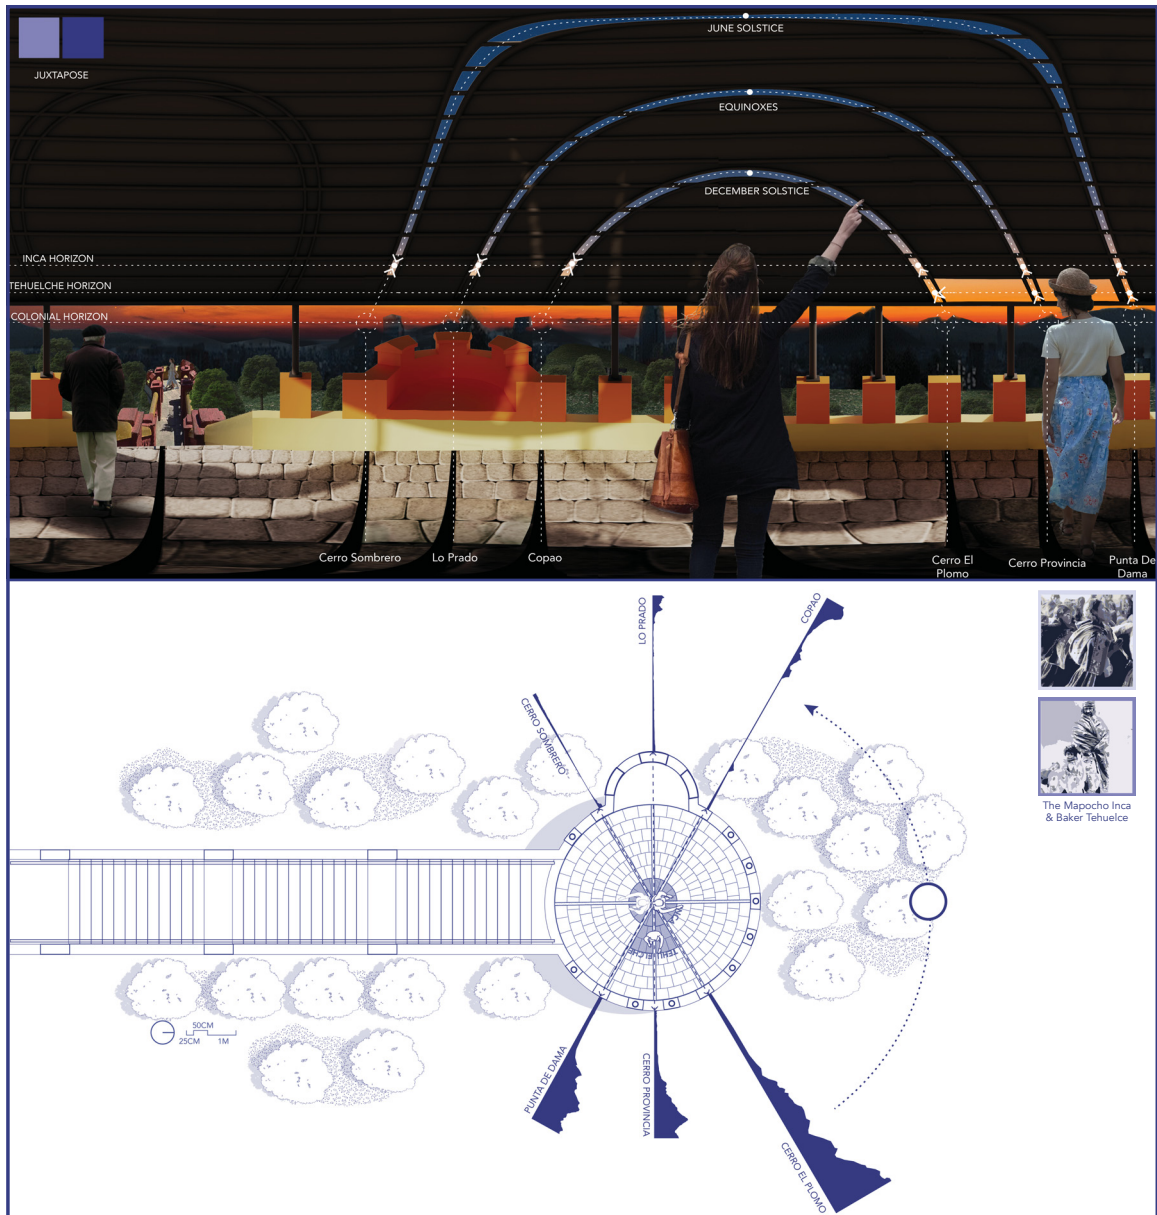 JUNE SOLSTICE
JUXTAPOSE
EQUINOXES
DECEMBER SOLSTICE
INCA HORIZON
TEHUELCHE HORIZON
COLONIAL HORIZON
Cerro Sombrero
Lo Prado
Copao
Cerro El
Plomo
Cerro Provincia
Punta De
Dama
LO PRADO
COPAO
CERRO SOMBRERO
The Mapocho Inca
& Baker Tehuelce
INCA
TEHUELCHE
50CM
25CM
1M
PUNTA DE DAMA
CERRO PROVINCIA
CERRO EL PLOMO